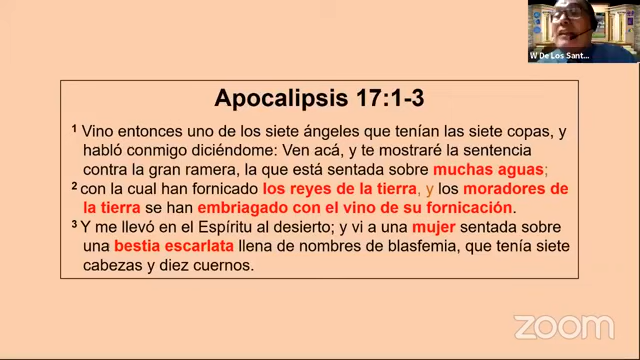 W De Los Sant...
Apocalipsis 17:1-3
1 Vino entonces uno de los siete ángeles que tenían las siete copas, y
habló conmigo diciéndome: Ven acá, y te mostraré la sentencia
contra la gran ramera, la que está sentada sobre muchas aguas;
2 con la cual han fornicado los reyes de la tierra, y los moradores de
la tierra se han embriagado con el vino de su fornicación.
3 Y me llevó en el Espíritu al desierto; y vi a una mujer sentada sobre
una bestia escarlata llena de nombres de blasfemia, que tenía siete
cabezas y diez cuernos.
zoom